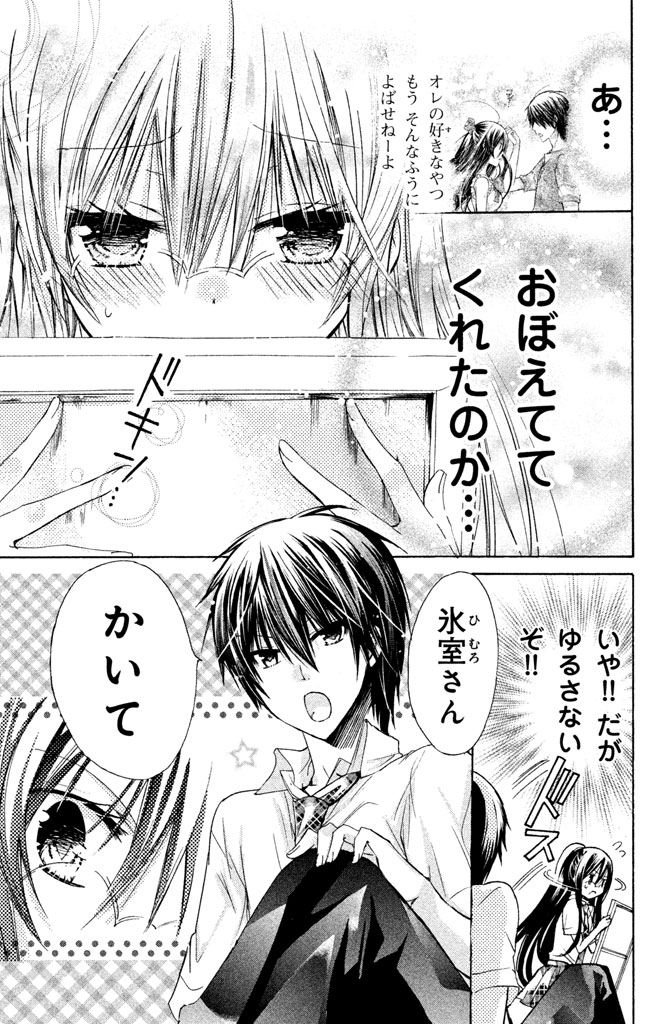 あ…
オレの好きなやつ
す
もう そんなふうに
よばせねーよ
おぼえてて
くれたのか…
ドキン…
いや!! だが
ゆるさない
ぞ!!
ドスドス
氷室さん
ひむろ
かいて